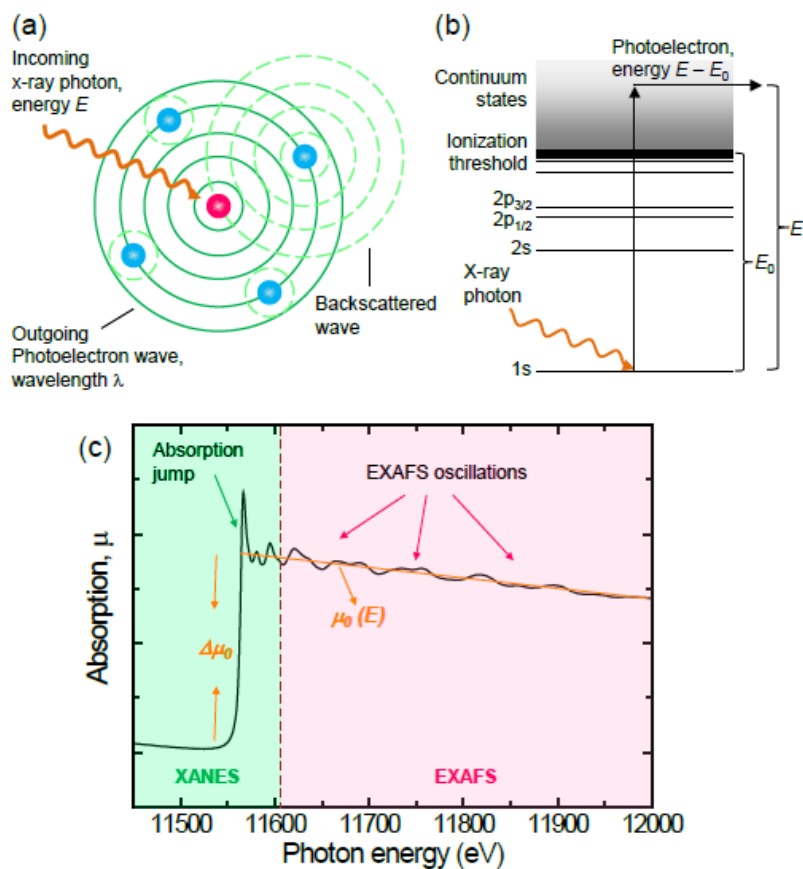 (a)
Incoming
x-ray photon,
energy E
Backscattered
wave
Outgoing
Photoelectron wave,
wavelength λ
(b)
Photoelectron,
energy E – E₀
Continuum
states
Ionization
threshold
2p₃/₂
2p₁/₂
2s
X-ray
photon
1s
E₀
E
(c)
Absorption
jump
EXAFS oscillations
μ₀ (E)
Δμ₀
XANES
EXAFS
Absorption, μ
11500 11600 11700 11800 11900 12000
Photon energy (eV)